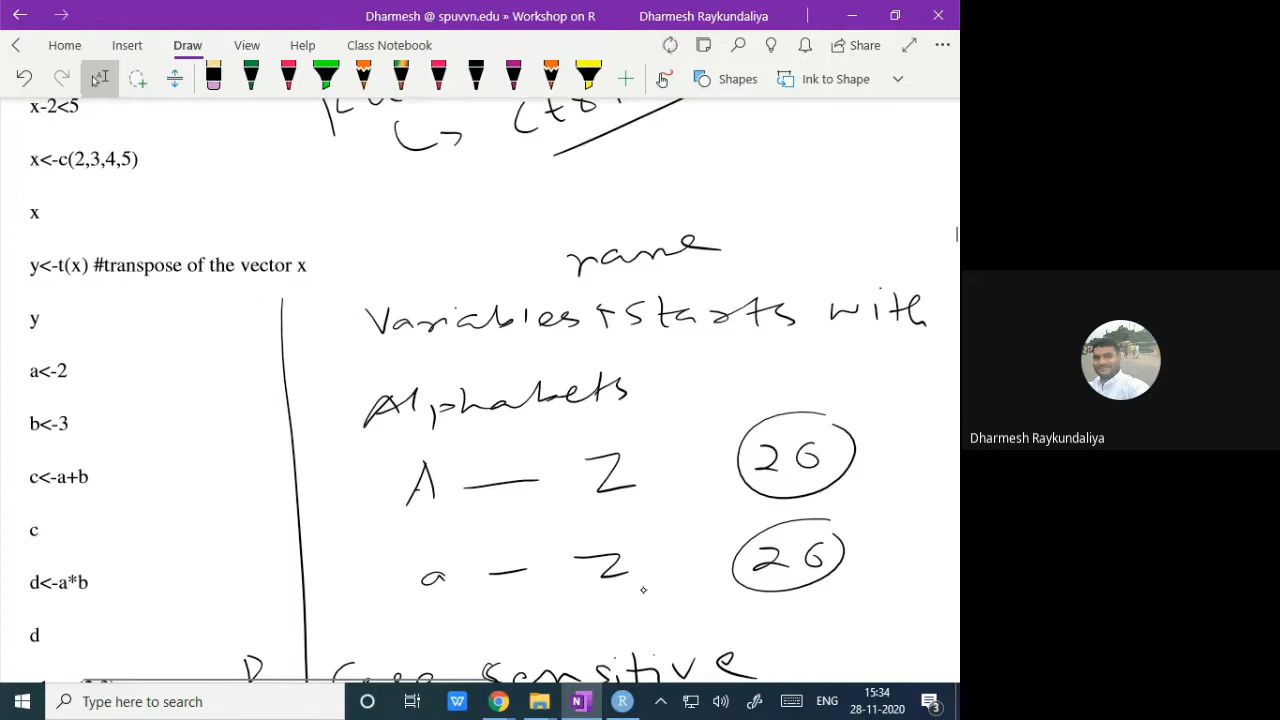 Dharmesh @ spuvvn.edu » Workshop on R
Dharmesh Raykundaliya
Home Insert Draw View Help Class Notebook Share
Shapes Ink to Shape
x-2<5
x<-c(2,3,4,5)
x
y<-t(x) #transpose of the vector x
name
y
Variables starts with
a<-2
Alphabets
b<-3
26
c<-a+b
A — Z
c
a — Z
26
d<-a*b
d
R Case sensitive
Dharmesh Raykundaliya
Type here to search
ENG
15:34
28-11-2020
3